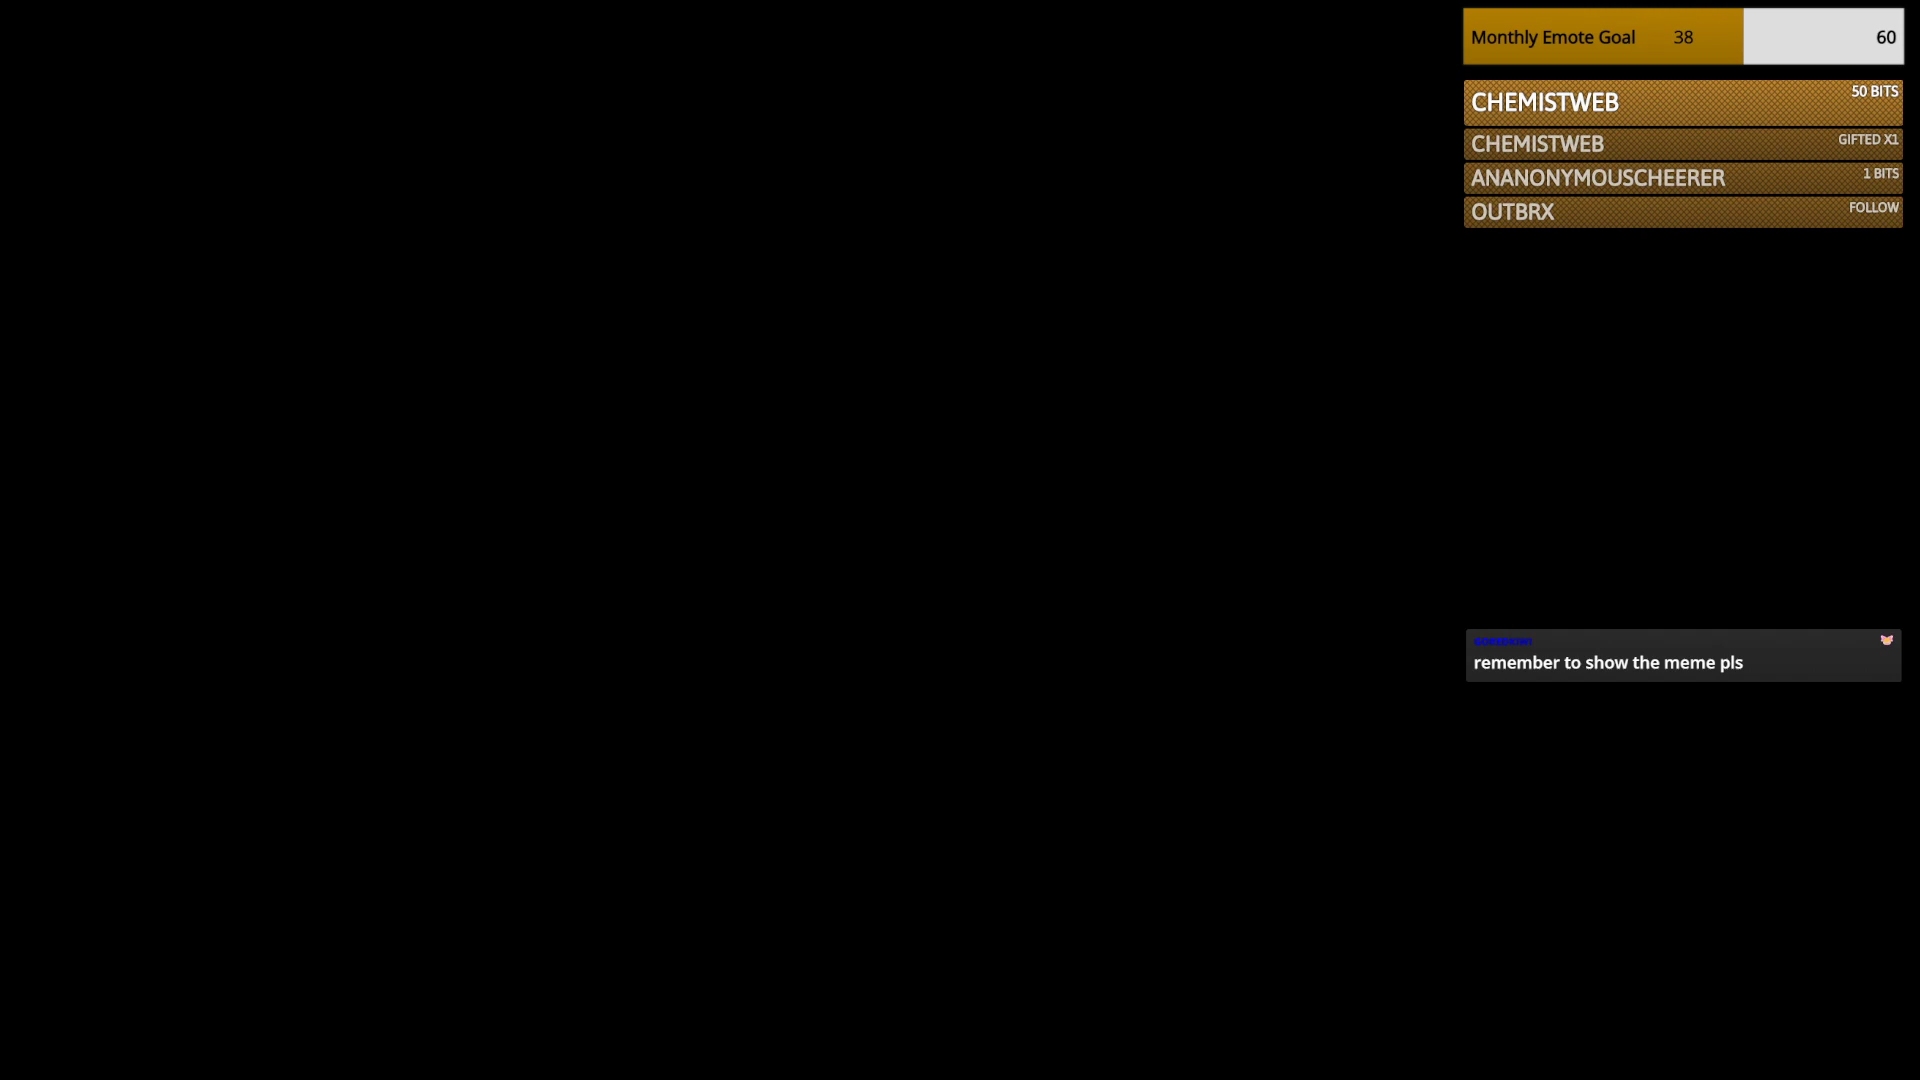 Monthly Emote Goal 38 60
CHEMISTWEB 50 BITS
CHEMISTWEB GIFTED X1
ANANONYMOUSCHEERER 1 BITS
OUTBRX FOLLOW
remember to show the meme pls